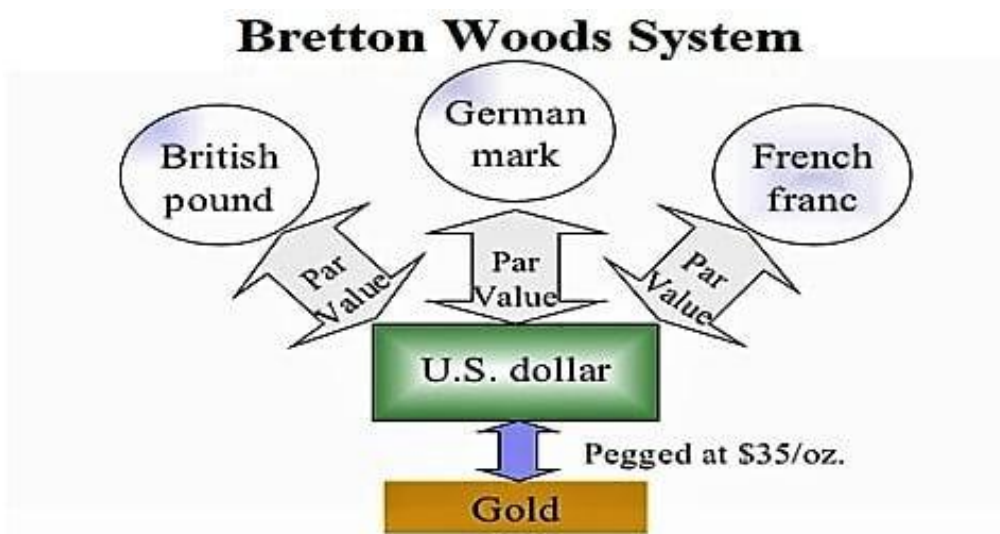 Bretton Woods System
British
pound
German
mark
French
franc
Par
Value
Par
Value
Par
Value
U.S. dollar
Pegged at $35/oz.
Gold